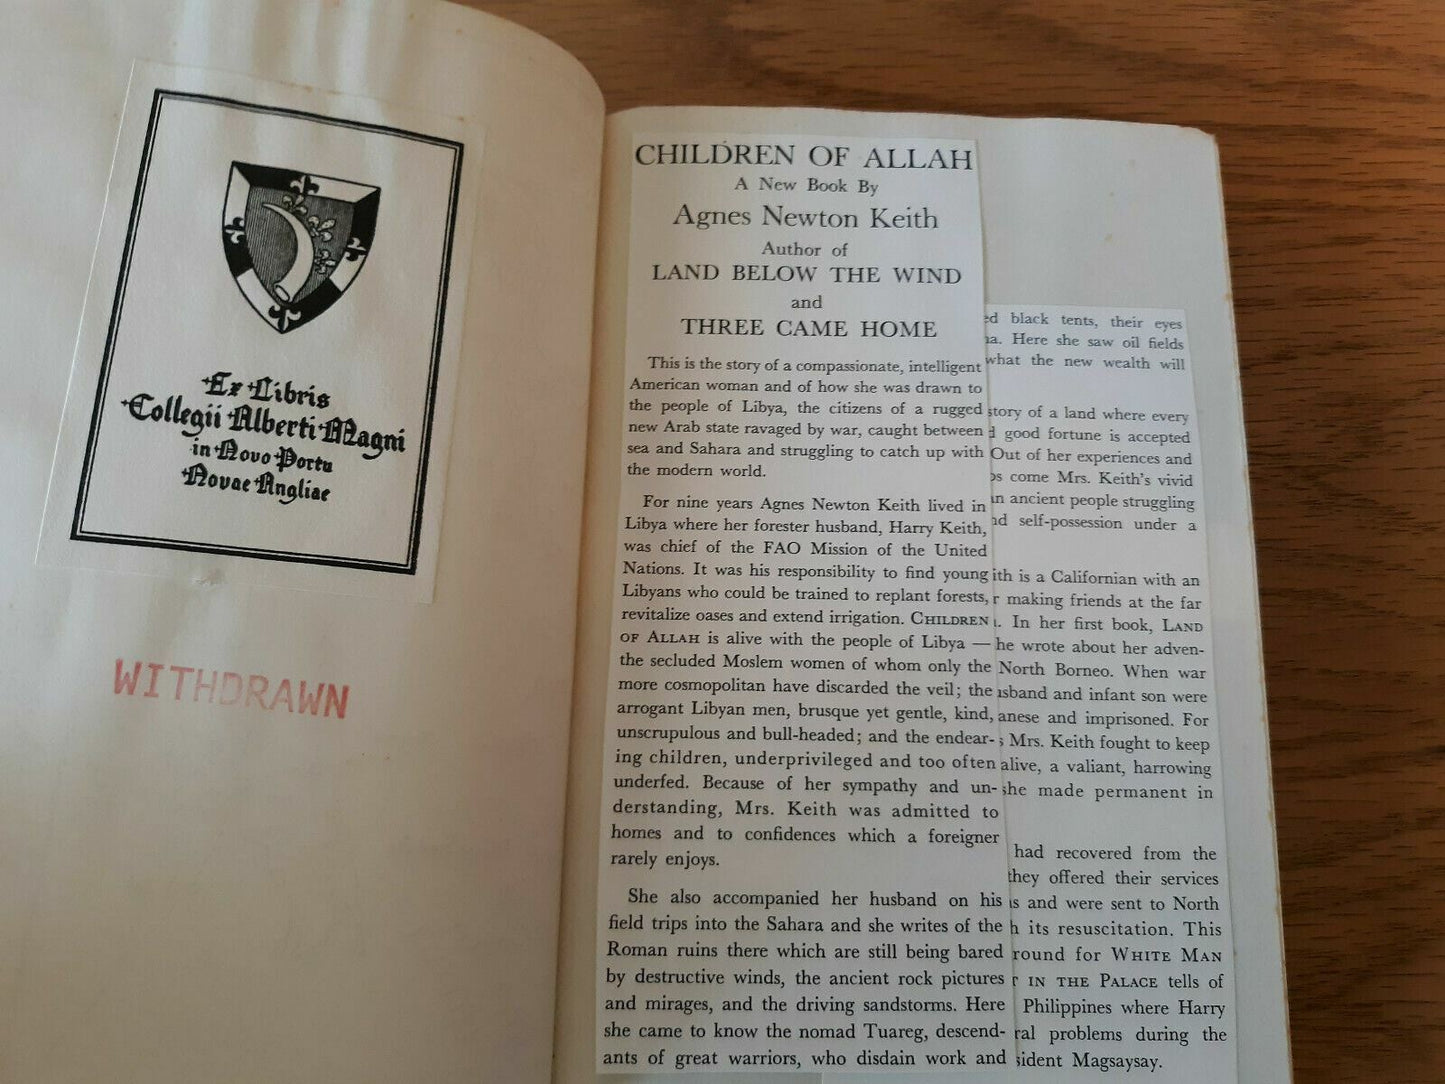 Ex Libris
Collegii Alberti Magni
in Novo Portu
Novae Angliae
WITHDRAWN
CHILDREN OF ALLAH
A New Book By
Agnes Newton Keith
Author of
LAND BELOW THE WIND
and
THREE CAME HOME
This is the story of a compassionate, intelligent
American woman and of how she was drawn to
the people of Libya, the citizens of a rugged
new Arab state ravaged by war, caught between
sea and Sahara and struggling to catch up with
the modern world.
For nine years Agnes Newton Keith lived in
Libya where her forester husband, Harry Keith,
was chief of the FAO Mission of the United
Nations. It was his responsibility to find young
Libyans who could be trained to replant forests,
revitalize oases and extend irrigation. CHILDREN
OF ALLAH is alive with the people of Libya —
the secluded Moslem women of whom only the
more cosmopolitan have discarded the veil; the
arrogant Libyan men, brusque yet gentle, kind,
unscrupulous and bull-headed; and the endear-
ing children, underprivileged and too often
underfed. Because of her sympathy and un-
derstanding, Mrs. Keith was admitted to
homes and to confidences which a foreigner
rarely enjoys.
She also accompanied her husband on his
field trips into the Sahara and she writes of the
Roman ruins there which are still being bared
by destructive winds, the ancient rock pictures
and mirages, and the driving sandstorms. Here
she came to know the nomad Tuareg, descend-
ants of great warriors, who disdain work and
black tents, their eyes
Here she saw oil fields
what the new wealth will
story of a land where every
good fortune is accepted
Out of her experiences and
come Mrs. Keith's vivid
ancient people struggling
self-possession under a
is a Californian with an
making friends at the far
In her first book, LAND
he wrote about her adven-
North Borneo. When war
and infant son were
anese and imprisoned. For
Mrs. Keith fought to keep
alive, a valiant, harrowing
she made permanent in
had recovered from the
they offered their services
and were sent to North
its resuscitation. This
round for WHITE MAN
IN THE PALACE tells of
Philippines where Harry
ral problems during the
sident Magsaysay.